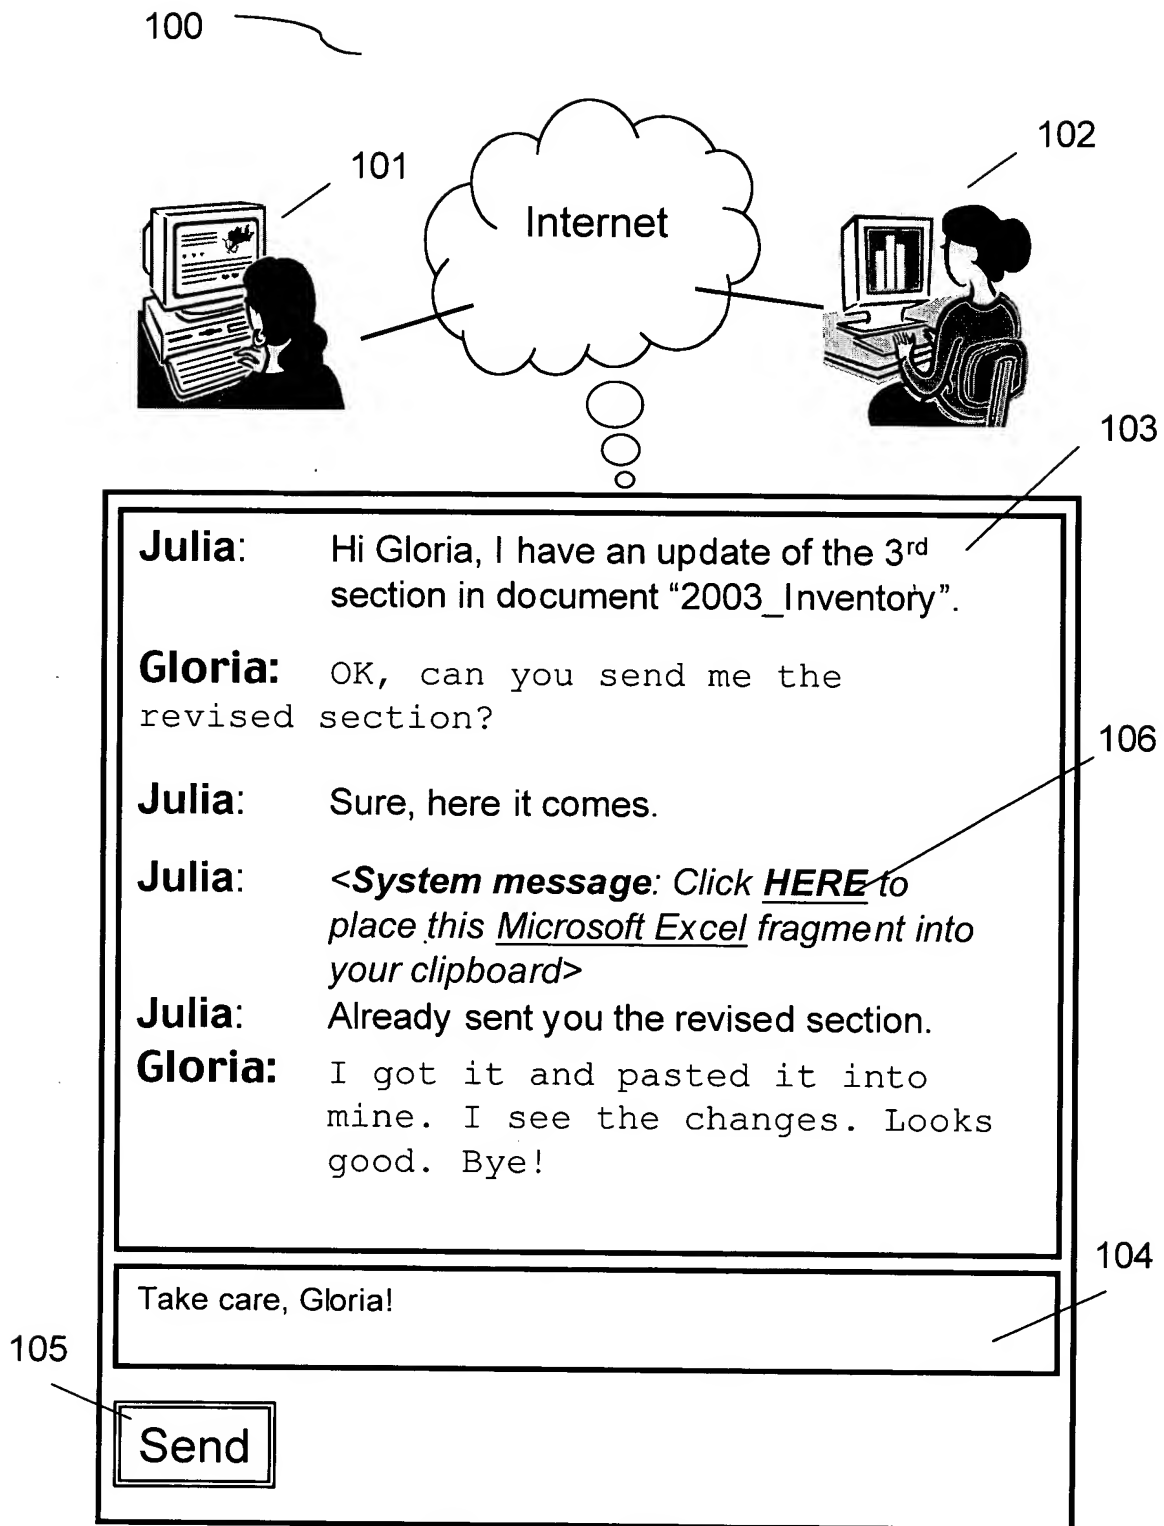 100
101
102
Internet
103
Julia: Hi Gloria, I have an update of the 3rd
section in document “2003_Inventory”.
Gloria: OK, can you send me the
revised section?
106
Julia: Sure, here it comes.
Julia: <System message: Click HERE to
place this Microsoft Excel fragment into
your clipboard>
Julia: Already sent you the revised section.
Gloria: I got it and pasted it into
mine. I see the changes. Looks
good. Bye!
104
Take care, Gloria!
105
Send